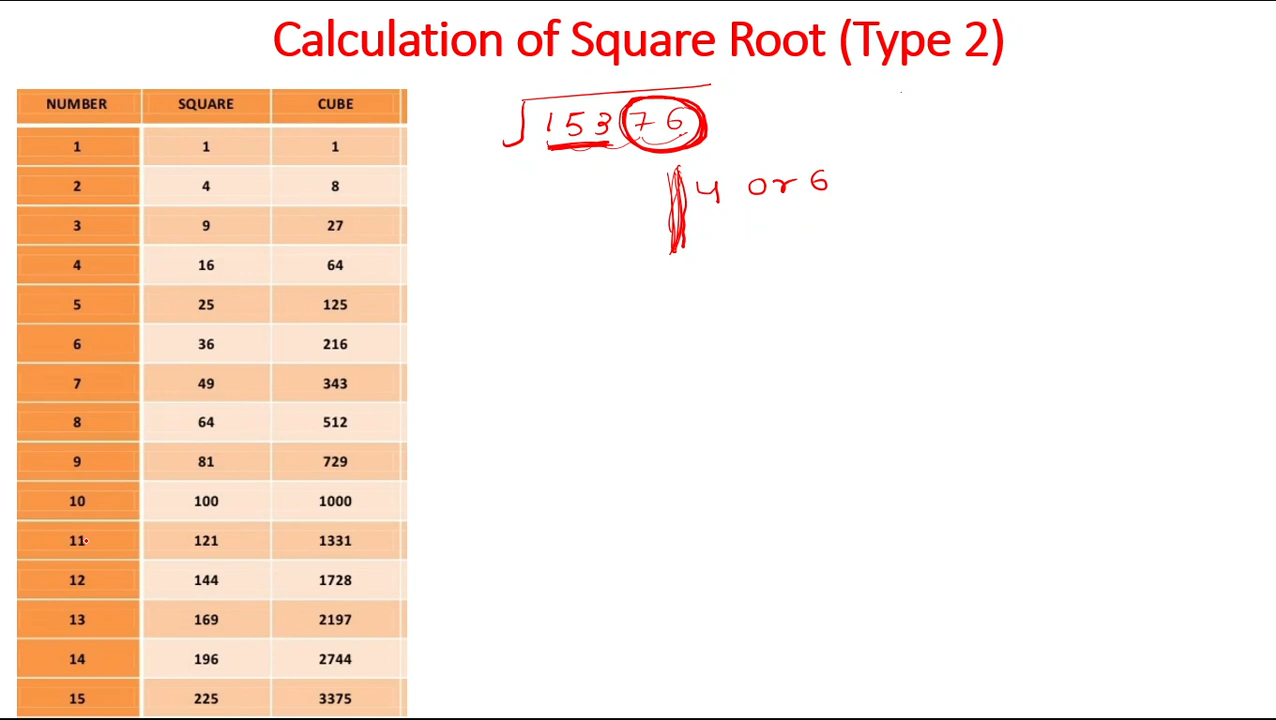 Calculation of Square Root (Type 2)
NUMBER SQUARE CUBE
1 1 1
2 4 8
3 9 27
4 16 64
5 25 125
6 36 216
7 49 343
8 64 512
9 81 729
10 100 1000
11 121 1331
12 144 1728
13 169 2197
14 196 2744
15 225 3375
√15376
4 or 6